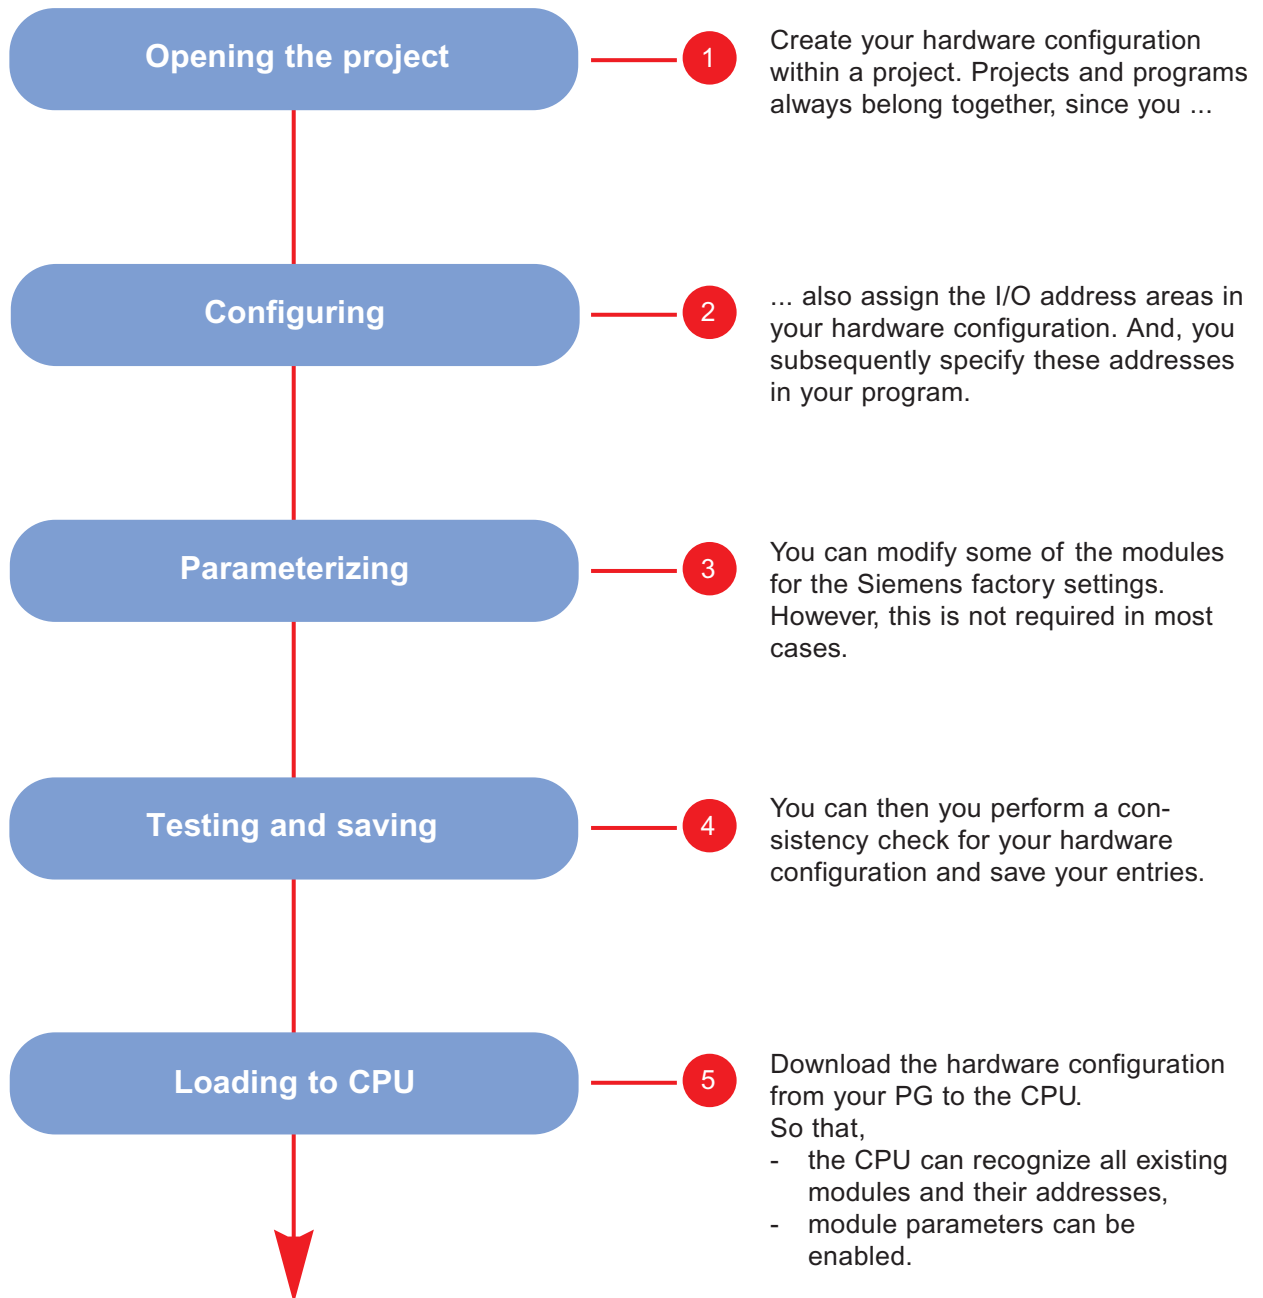 Opening the project
1
Create your hardware configuration
within a project. Projects and programs
always belong together, since you ...
Configuring
2
... also assign the I/O address areas in
your hardware configuration. And, you
subsequently specify these addresses
in your program.
Parameterizing
3
You can modify some of the modules
for the Siemens factory settings.
However, this is not required in most
cases.
Testing and saving
4
You can then you perform a con-
sistency check for your hardware
configuration and save your entries.
Loading to CPU
5
Download the hardware configuration
from your PG to the CPU.
So that,
- the CPU can recognize all existing
modules and their addresses,
- module parameters can be
enabled.